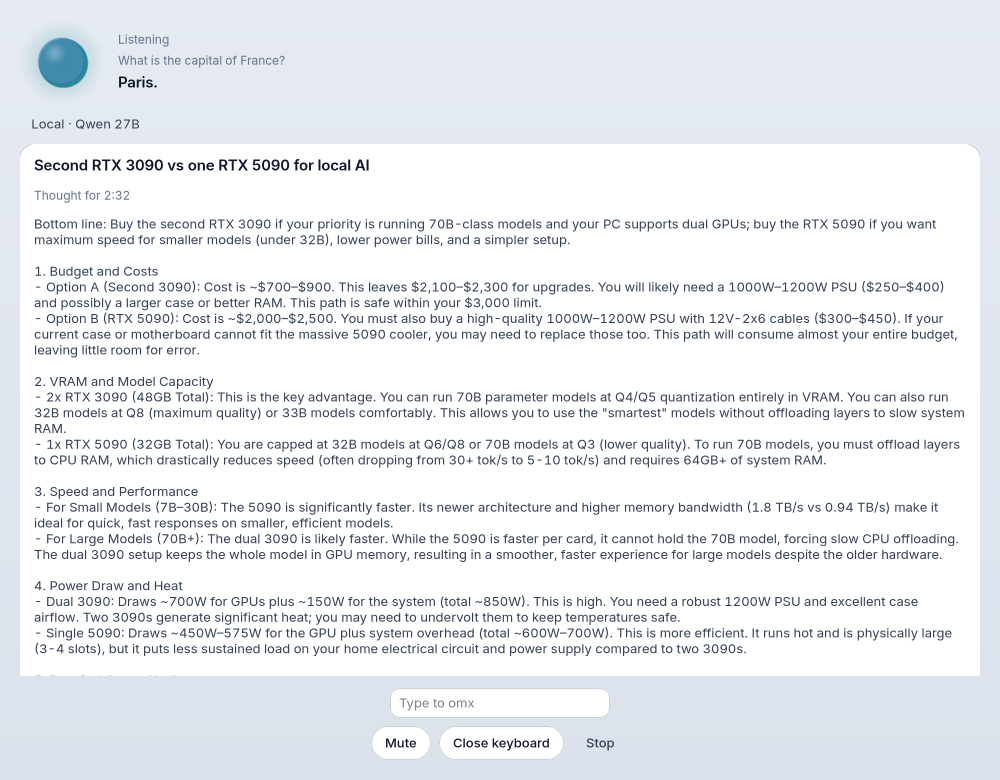 Listening
What is the capital of France?
Paris.
Local · Qwen 27B
Second RTX 3090 vs one RTX 5090 for local AI
Thought for 2:32
Bottom line: Buy the second RTX 3090 if your priority is running 70B-class models and your PC supports dual GPUs; buy the RTX 5090 if you want
maximum speed for smaller models (under 32B), lower power bills, and a simpler setup.
1. Budget and Costs
- Option A (Second 3090): Cost is ~$700–$900. This leaves $2,100–$2,300 for upgrades. You will likely need a 1000W–1200W PSU ($250–$400)
and possibly a larger case or better RAM. This path is safe within your $3,000 limit.
- Option B (RTX 5090): Cost is ~$2,000–$2,500. You must also buy a high-quality 1000W–1200W PSU with 12V-2x6 cables ($300–$450). If your
current case or motherboard cannot fit the massive 5090 cooler, you may need to replace those too. This path will consume almost your entire budget,
leaving little room for error.
2. VRAM and Model Capacity
- 2x RTX 3090 (48GB Total): This is the key advantage. You can run 70B parameter models at Q4/Q5 quantization entirely in VRAM. You can also run
32B models at Q8 (maximum quality) or 33B models comfortably. This allows you to use the "smartest" models without offloading layers to slow system
RAM.
- 1x RTX 5090 (32GB Total): You are capped at 32B models at Q6/Q8 or 70B models at Q3 (lower quality). To run 70B models, you must offload layers
to CPU RAM, which drastically reduces speed (often dropping from 30+ tok/s to 5-10 tok/s) and requires 64GB+ of system RAM.
3. Speed and Performance
- For Small Models (7B–30B): The 5090 is significantly faster. Its newer architecture and higher memory bandwidth (1.8 TB/s vs 0.94 TB/s) make it
ideal for quick, fast responses on smaller, efficient models.
- For Large Models (70B+): The dual 3090 is likely faster. While the 5090 is faster per card, it cannot hold the 70B model, forcing slow CPU offloading.
The dual 3090 setup keeps the whole model in GPU memory, resulting in a smoother, faster experience for large models despite the older hardware.
4. Power Draw and Heat
- Dual 3090: Draws ~700W for GPUs plus ~150W for the system (total ~850W). This is high. You need a robust 1200W PSU and excellent case
airflow. Two 3090s generate significant heat; you may need to undervolt them to keep temperatures safe.
- Single 5090: Draws ~450W–575W for the GPU plus system overhead (total ~600W–700W). This is more efficient. It runs hot and is physically large
(3-4 slots), but it puts less sustained load on your home electrical circuit and power supply compared to two 3090s.
Type to omx
Mute
Close keyboard
Stop